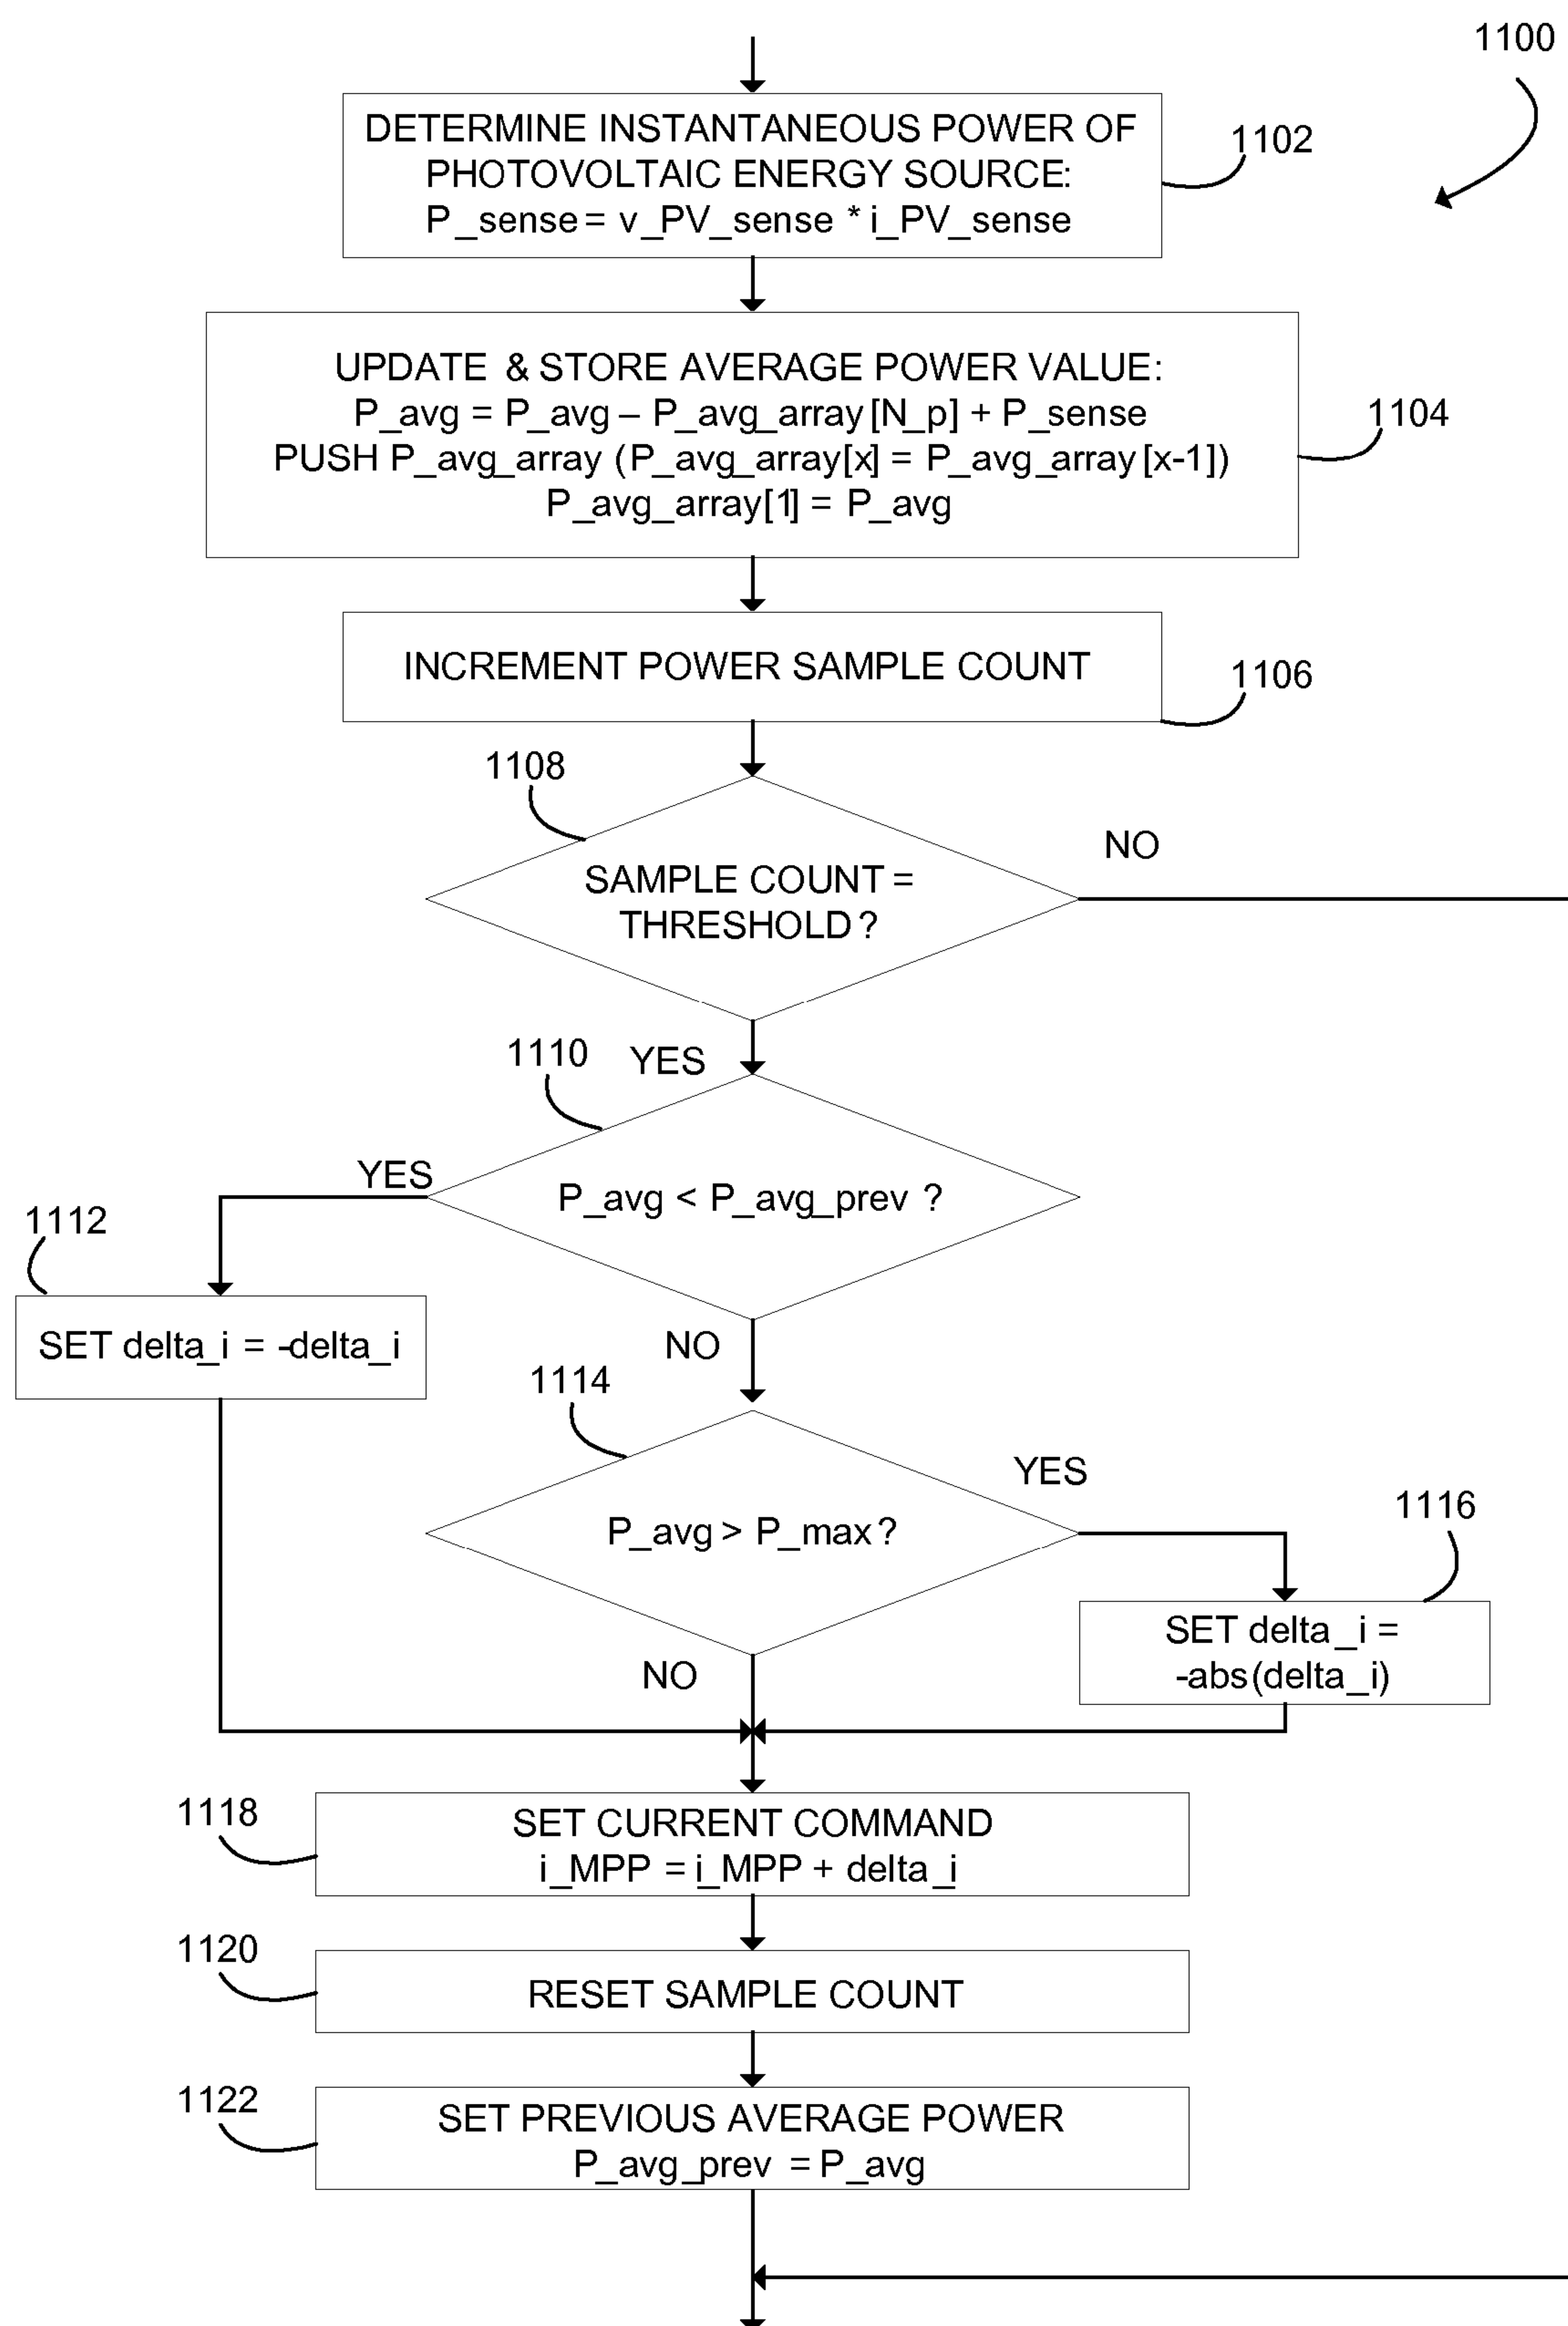 1100
DETERMINE INSTANTANEOUS POWER OF
PHOTOVOLTAIC ENERGY SOURCE:
P_sense = v_PV_sense * i_PV_sense
1102
UPDATE & STORE AVERAGE POWER VALUE:
P_avg = P_avg – P_avg_array[N_p] + P_sense
PUSH P_avg_array (P_avg_array[x] = P_avg_array[x-1])
P_avg_array[1] = P_avg
1104
INCREMENT POWER SAMPLE COUNT
1106
1108
SAMPLE COUNT =
THRESHOLD?
NO
YES
1110
P_avg < P_avg_prev ?
YES
1112
SET delta_i = -delta_i
NO
1114
P_avg > P_max?
YES
1116
SET delta_i =
-abs(delta_i)
NO
1118
SET CURRENT COMMAND
i_MPP = i_MPP + delta_i
1120
RESET SAMPLE COUNT
1122
SET PREVIOUS AVERAGE POWER
P_avg_prev = P_avg